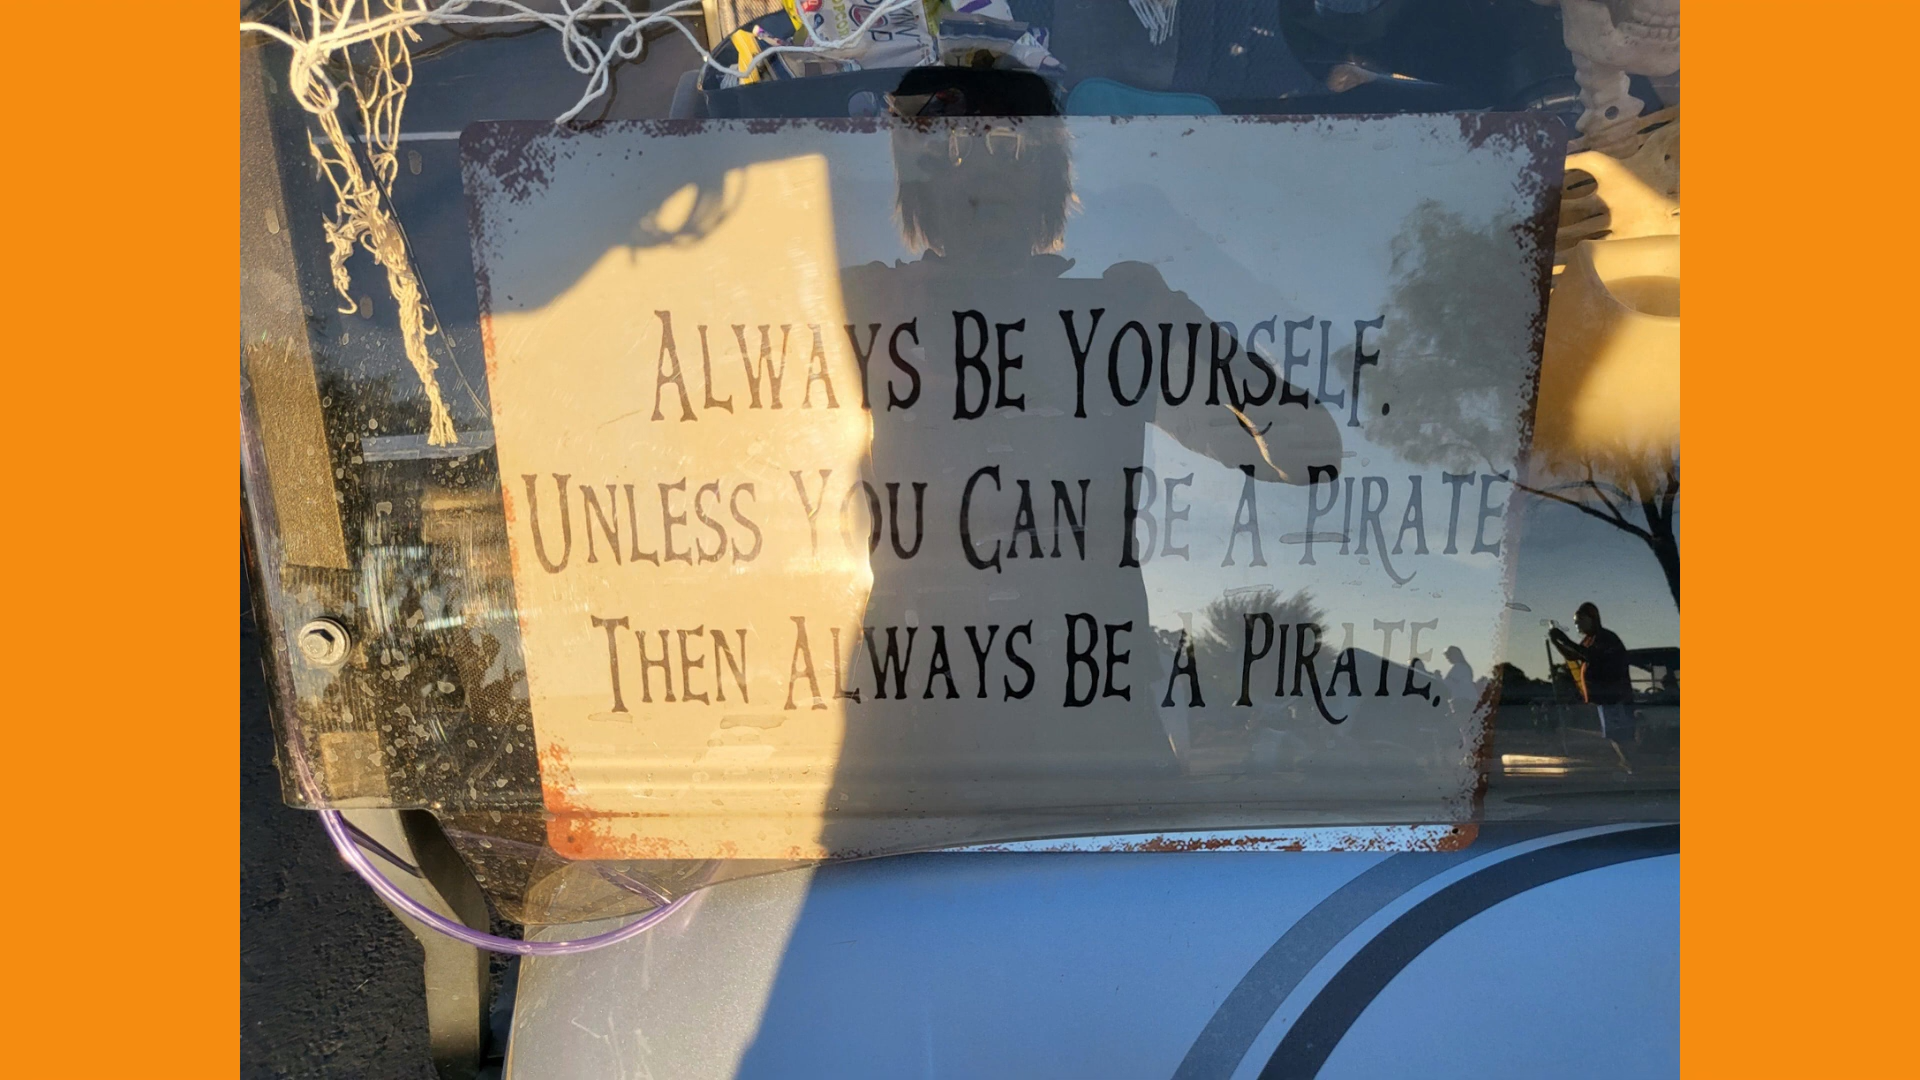 Always Be Yourself.
Unless You Can Be A Pirate
Then Always Be A Pirate.